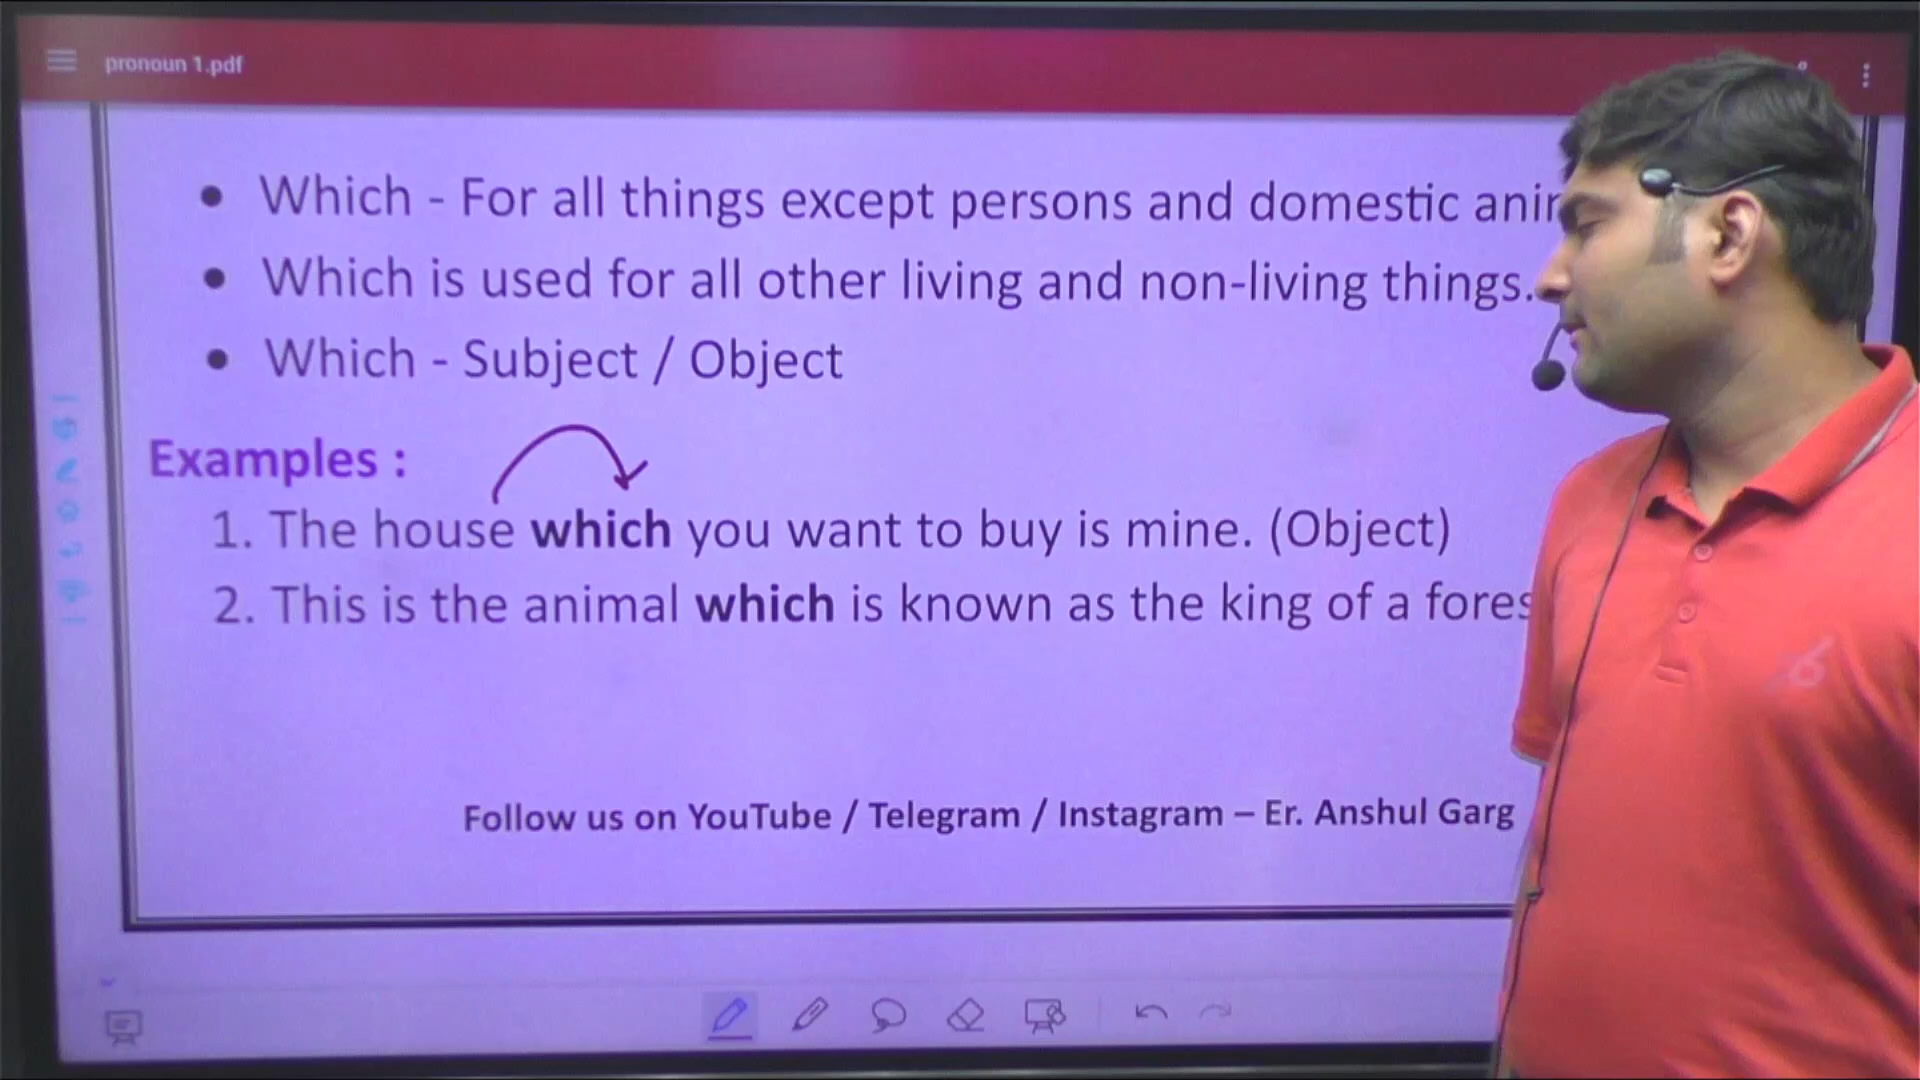 pronoun 1.pdf
• Which - For all things except persons and domestic
• Which is used for all other living and non-living things.
• Which - Subject / Object
Examples :
1. The house which you want to buy is mine. (Object)
2. This is the animal which is known as the king of a
Follow us on YouTube / Telegram / Instagram – Er. Anshul Garg